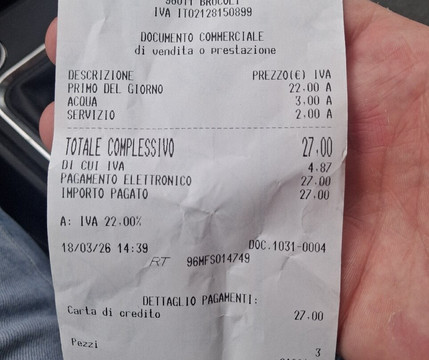 36011 BROCOLI
IVA IT02128150899
DOCUMENTO COMMERCIALE
di vendita o prestazione
DESCRIZIONE PREZZO(€) IVA
PRIMO DEL GIORNO 22.00 A
ACQUA 3.00 A
SERVIZIO 2.00 A
TOTALE COMPLESSIVO 27.00
DI CUI IVA 4.87
PAGAMENTO ELETTRONICO 27.00
IMPORTO PAGATO 27.00
A: IVA 22.00%
18/03/26 14:39 DOC.1031-0004
RT 96MFS014749
DETTAGLIO PAGAMENTI:
Carta di credito 27.00
Pezzi 3